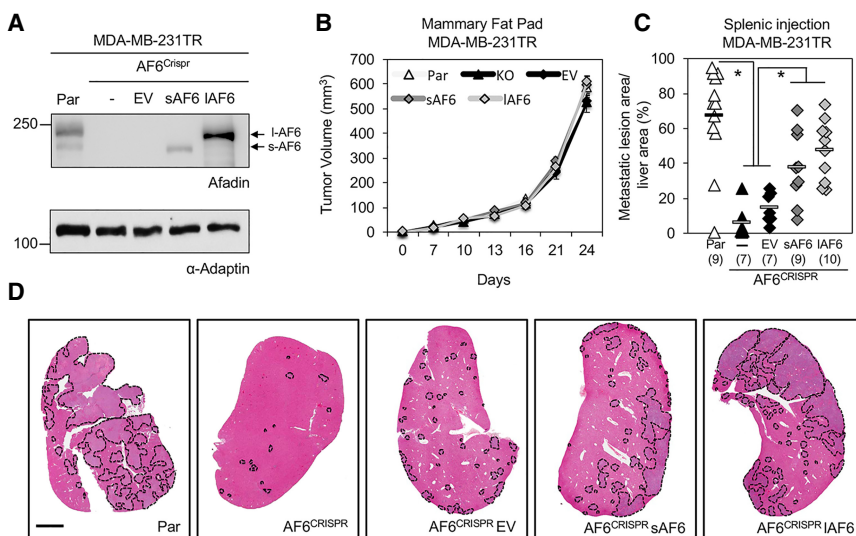 A
MDA-MB-231TR
AF6Crispr
Par - EV sAF6 lAF6
250
l-AF6
s-AF6
Afadin
100
α-Adaptin
B
Mammary Fat Pad
MDA-MB-231TR
Tumor Volume (mm3)
700
600
500
400
300
200
100
0
Par KO EV
sAF6 lAF6
0 7 10 13 16 21 24
Days
C
Splenic injection
MDA-MB-231TR
Metastatic lesion area/
liver area (%)
100
80
60
40
20
0
* *
Par – EV sAF6 lAF6
(9) (7) (7) (9) (10)
AF6CRISPR
D
Par
AF6CRISPR
AF6CRISPR EV
AF6CRISPR sAF6
AF6CRISPR lAF6